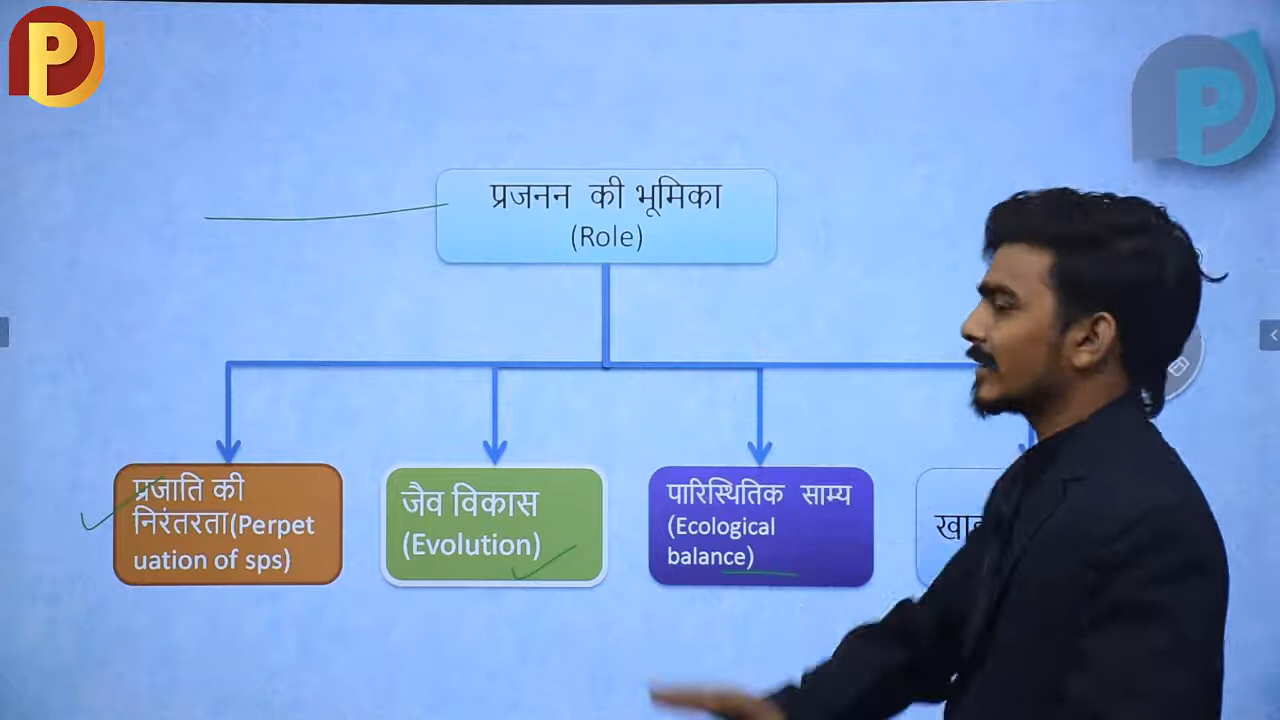 P
P
प्रजनन की भूमिका
(Role)
प्रजाति की
निरंतरता(Perpet
uation of sps)
जैव विकास
(Evolution)
पारिस्थितिक साम्य
(Ecological
balance)